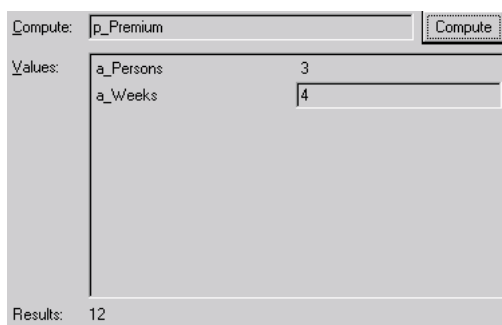 Compute: p_Premium Compute
Values: a_Persons 3
a_Weeks 4
Results: 12